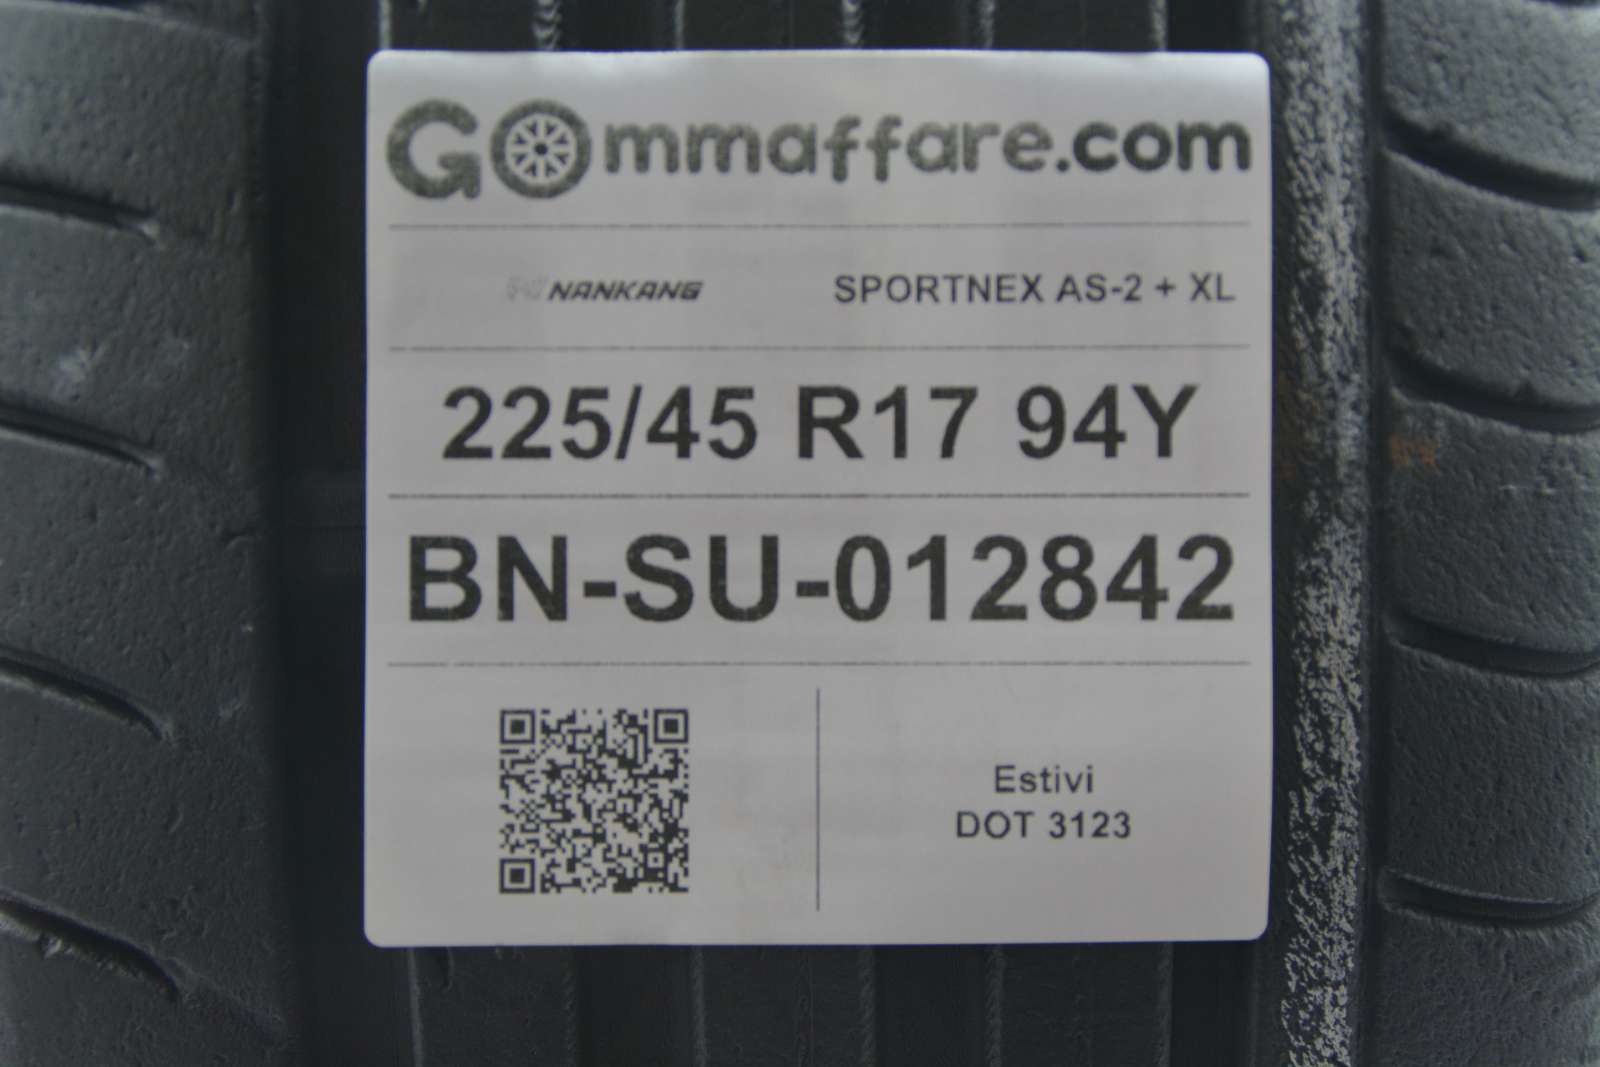 GOmmaffare.com
NANKANG SPORTNEX AS-2 + XL
225/45 R17 94Y
BN-SU-012842
Estivi
DOT 3123